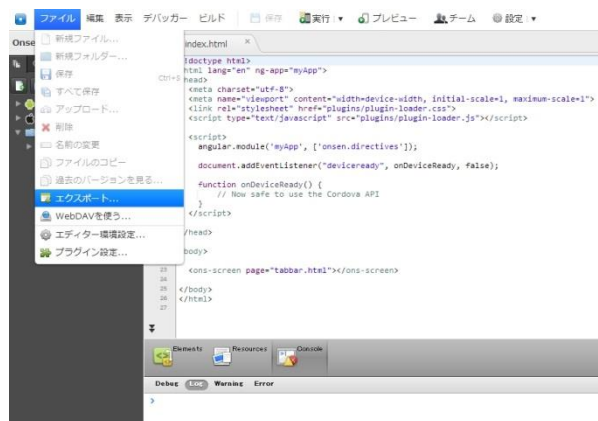 ファイル 編集 表示 デバッガー ビルド 保存 実行 プレビュー チーム 設定
Onse
index.html ×
新規ファイル...
新規フォルダー...
保存 Ctrl+S
すべて保存
アップロード...
削除
名前の変更
ファイルのコピー
過去のバージョンを見る...
エクスポート...
WebDAVを使う...
エディター環境設定...
プラグイン設定...
!doctype html>
html lang="en" ng-app="myApp">
head>
<meta charset="utf-8">
<meta name="viewport" content="width=device-width, initial-scale=1, maximum-scale=1">
<link rel="stylesheet" href="plugins/plugin-loader.css">
<script type="text/javascript" src="plugins/plugin-loader.js"></script>
<script>
angular.module('myApp', ['onsen.directives']);
document.addEventListener("deviceready", onDeviceReady, false);
function onDeviceReady() {
// Now safe to use the Cordova API
}
</script>
/head>
body>
23 <ons-screen page="tabbar.html"></ons-screen>
24
25 </body>
26 </html>
27
Elements Resources Console
Debug Log Warning Error
>